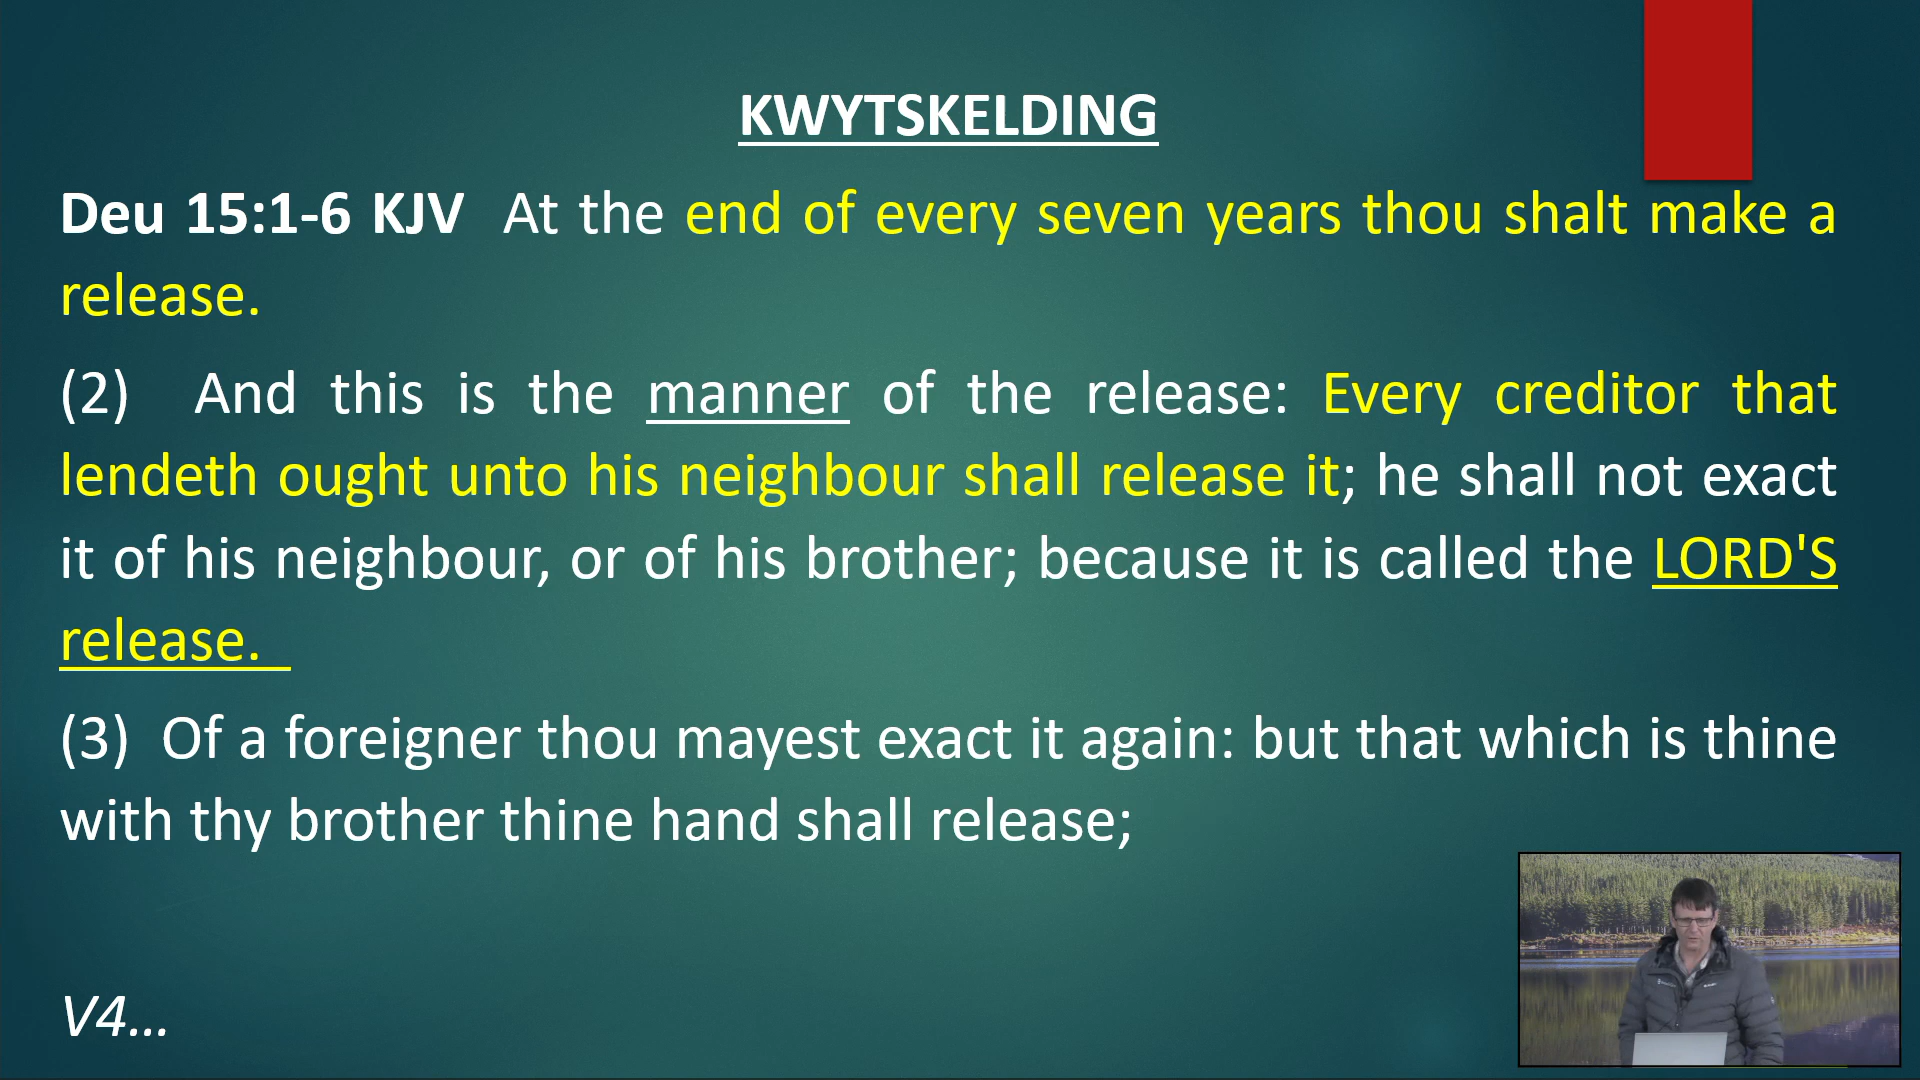 KWYTSKELDING
Deu 15:1-6 KJV At the end of every seven years thou shalt make a
release.
(2) And this is the manner of the release: Every creditor that
lendeth ought unto his neighbour shall release it; he shall not exact
it of his neighbour, or of his brother; because it is called the LORD'S
release.
(3) Of a foreigner thou mayest exact it again: but that which is thine
with thy brother thine hand shall release;
V4...